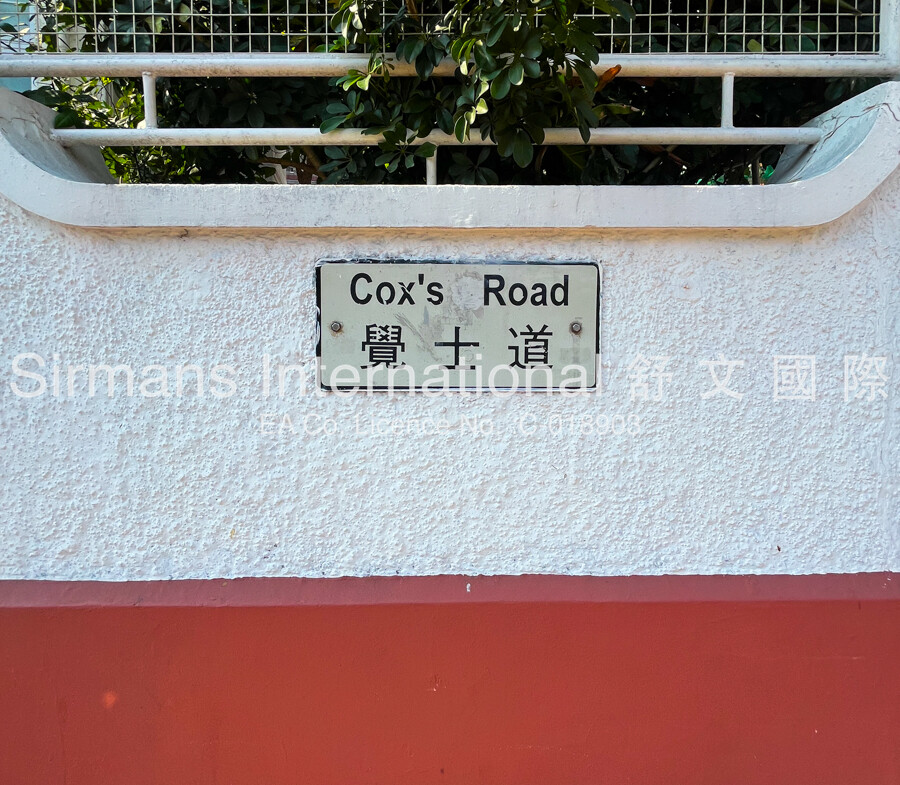 Cox's Road
覺士道
Sirmans International 舒文國際
EA Co. Licence No.: C-018908